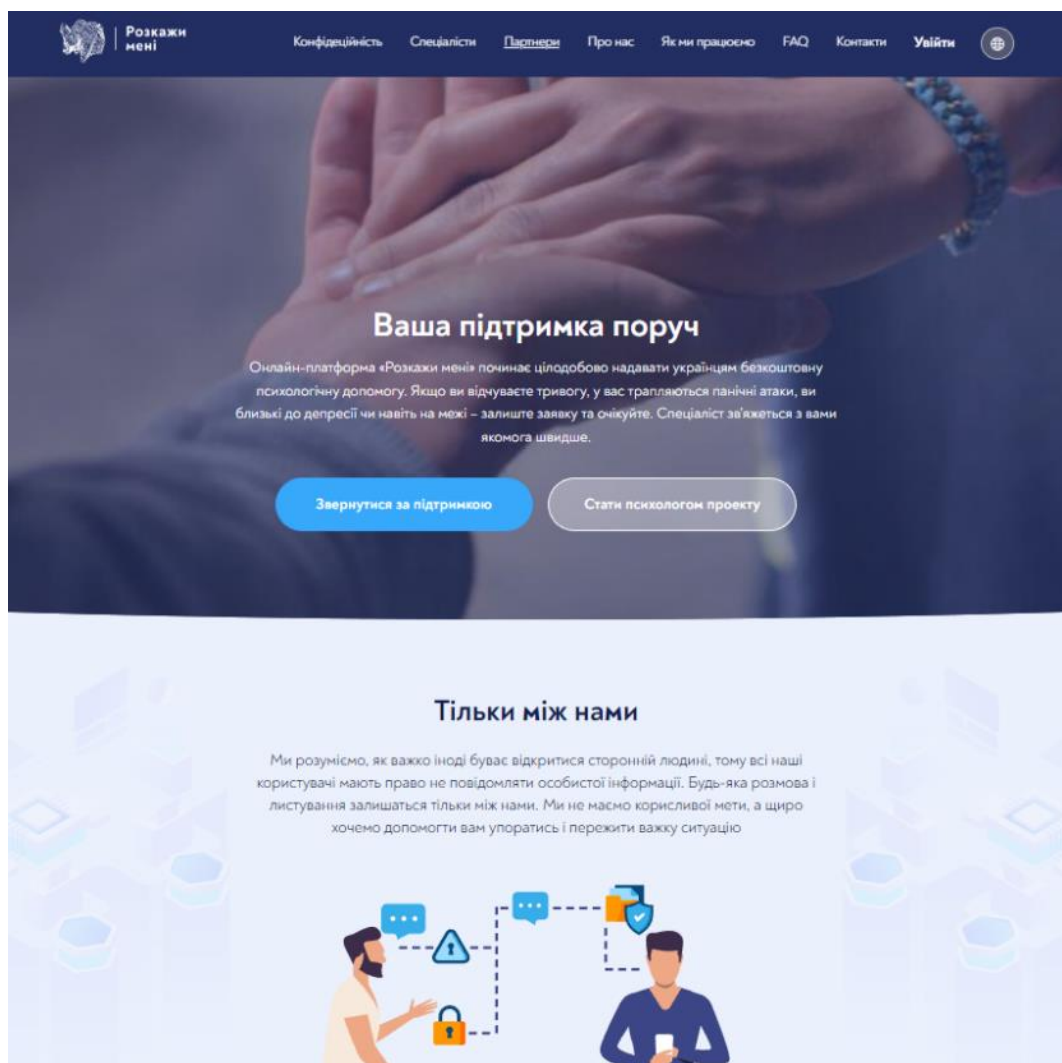 Розкажи
мені
Конфідеційність Спеціалісти Партнери Про нас Як ми працюємо FAQ Контакти Увійти
Ваша підтримка поруч
Онлайн-платформа «Розкажи мені» починає цілодобово надавати українцям безкоштовну
психологічну допомогу. Якщо ви відчуваєте тривогу, у вас трапляються панічні атаки, ви
близькі до депресії чи навіть на межі – залиште заявку та очікуйте. Спеціаліст зв'яжеться з вами
якомога швидше.
Звернутися за підтримкою Стати психологом проекту
Тільки між нами
Ми розуміємо, як важко іноді буває відкритися сторонній людині, тому всі наші
користувачі мають право не повідомляти особистої інформації. Будь-яка розмова і
листування залишаться тільки між нами. Ми не маємо корисливої мети, а щиро
хочемо допомогти вам упоратись і пережити важку ситуацію